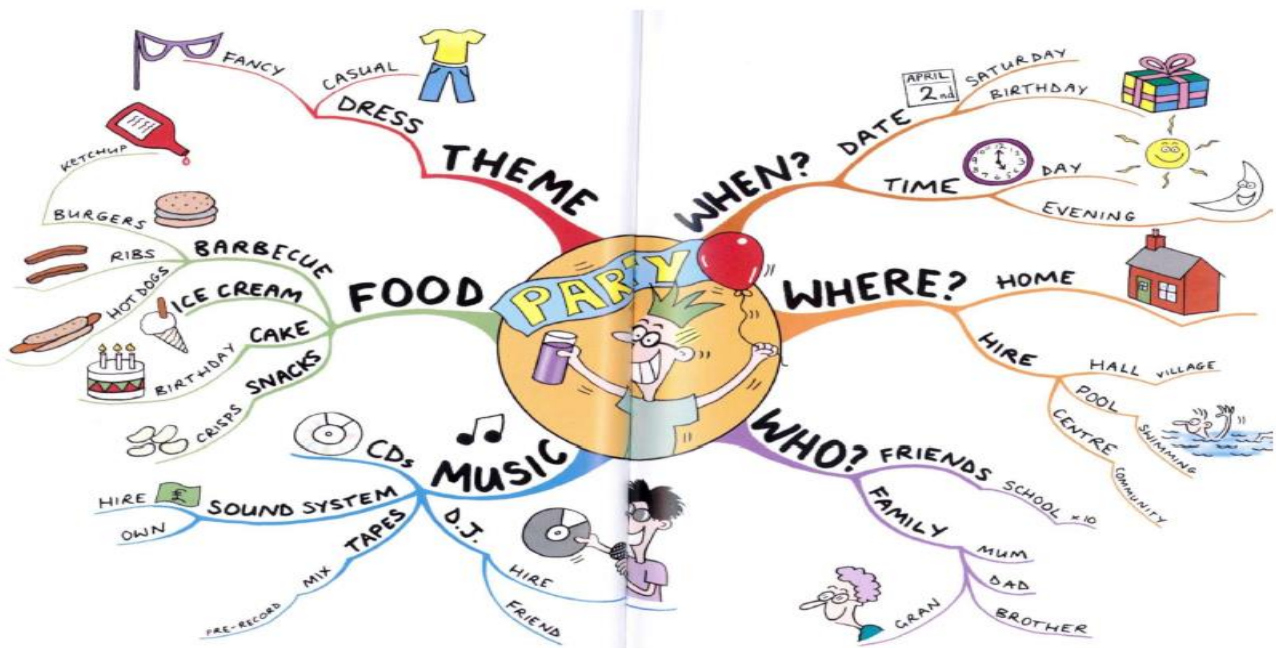 PARTY
THEME
DRESS
FANCY
CASUAL
FOOD
BARBECUE
KETCHUP
BURGERS
RIBS
HOT DOGS
ICE CREAM
CAKE
BIRTHDAY
SNACKS
CRISPS
MUSIC
CDs
SOUND SYSTEM
HIRE
£
OWN
TAPES
MIX
PRE-RECORD
D.J.
HIRE
FRIEND
WHEN?
DATE
APRIL
2nd
SATURDAY
BIRTHDAY
TIME
DAY
EVENING
WHERE?
HOME
HIRE
HALL VILLAGE
POOL
SWIMMING
CENTRE
COMMUNITY
WHO?
FRIENDS
SCHOOL x10
FAMILY
MUM
DAD
BROTHER
GRAN